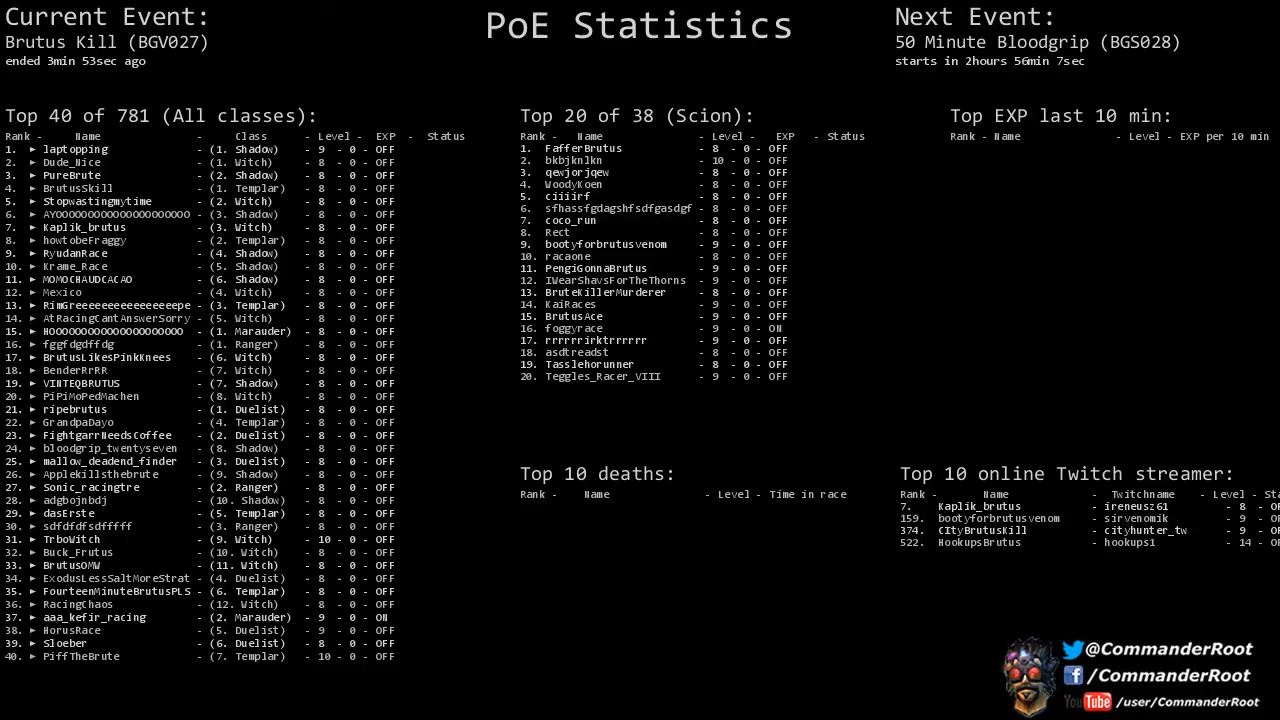 Current Event:
Brutus Kill (BGV027)
ended 3min 53sec ago
PoE Statistics
Next Event:
50 Minute Bloodgrip (BGS028)
starts in 2hours 56min 7sec
Top 40 of 781 (All classes):
Rank - Name - Class - Level - EXP - Status
1. ► laptopping - (1. Shadow) - 9 - 0 - OFF
2. ► Dude_Nice - (1. Witch) - 8 - 0 - OFF
3. ► PureBrute - (2. Shadow) - 8 - 0 - OFF
4. ► BrutusSkill - (1. Templar) - 8 - 0 - OFF
5. ► Stopwastingmytime - (2. Witch) - 8 - 0 - OFF
6. ► AYOOOOOOOOOOOOOOOOOOOOO - (3. Shadow) - 8 - 0 - OFF
7. ► Kaplik_brutus - (3. Witch) - 8 - 0 - OFF
8. ► howtobeFraggy - (2. Templar) - 8 - 0 - OFF
9. ► RyudanRace - (4. Shadow) - 8 - 0 - OFF
10. ► Krame_Race - (5. Shadow) - 8 - 0 - OFF
11. ► MOMOCHAUDCACAO - (6. Shadow) - 8 - 0 - OFF
12. ► Mexico - (4. Witch) - 8 - 0 - OFF
13. ► RimGreeeeeeeeeeeeeeeepe - (3. Templar) - 8 - 0 - OFF
14. ► AtRacingCantAnswerSorry - (5. Witch) - 8 - 0 - OFF
15. ► HOOOOOOOOOOOOOOOOOOOOO - (1. Marauder) - 8 - 0 - OFF
16. ► fggfdgdffdg - (1. Ranger) - 8 - 0 - OFF
17. ► BrutusLikesPinkKnees - (6. Witch) - 8 - 0 - OFF
18. ► BenderRrRR - (7. Witch) - 8 - 0 - OFF
19. ► VINTEQBRUTUS - (7. Shadow) - 8 - 0 - OFF
20. ► PiPiMoPedMachen - (8. Witch) - 8 - 0 - OFF
21. ► ripebrutus - (1. Duelist) - 8 - 0 - OFF
22. ► GrandpaDayo - (4. Templar) - 8 - 0 - OFF
23. ► FightgarrNeedsCoffee - (2. Duelist) - 8 - 0 - OFF
24. ► bloodgrip_twentyseven - (8. Shadow) - 8 - 0 - OFF
25. ► mallow_deadend_finder - (3. Duelist) - 8 - 0 - OFF
26. ► Applekillsthebrute - (9. Shadow) - 8 - 0 - OFF
27. ► Sonic_racingtre - (2. Ranger) - 8 - 0 - OFF
28. ► adgbojnbdj - (10. Shadow) - 8 - 0 - OFF
29. ► dasErste - (5. Templar) - 8 - 0 - OFF
30. ► sdfdfdfsdfffff - (3. Ranger) - 8 - 0 - OFF
31. ► TrboWitch - (9. Witch) - 10 - 0 - OFF
32. ► Buck_Frutus - (10. Witch) - 8 - 0 - OFF
33. ► BrutusOMW - (11. Witch) - 8 - 0 - OFF
34. ► ExodusLessSaltMoreStrat - (4. Duelist) - 8 - 0 - OFF
35. ► FourteenMinuteBrutusPLS - (6. Templar) - 8 - 0 - OFF
36. ► RacingChaos - (12. Witch) - 8 - 0 - OFF
37. ► aaa_kefir_racing - (2. Marauder) - 9 - 0 - ON
38. ► HorusRace - (5. Duelist) - 9 - 0 - OFF
39. ► Sloeber - (6. Duelist) - 8 - 0 - OFF
40. ► PiffTheBrute - (7. Templar) - 10 - 0 - OFF
Top 20 of 38 (Scion):
Rank - Name - Level - EXP - Status
1. FafferBrutus - 8 - 0 - OFF
2. bkbjknlkn - 10 - 0 - OFF
3. qewjorjqew - 8 - 0 - OFF
4. WoodyKoen - 8 - 0 - OFF
5. ciiiirf - 8 - 0 - OFF
6. sfhassfgdagshfsdfgasdgf - 8 - 0 - OFF
7. coco_run - 8 - 0 - OFF
8. Rect - 8 - 0 - OFF
9. bootyforbrutusvenom - 9 - 0 - OFF
10. racaone - 8 - 0 - OFF
11. PengiGonnaBrutus - 9 - 0 - OFF
12. IWearShavsForTheThorns - 9 - 0 - OFF
13. BruteKillerMurderer - 8 - 0 - OFF
14. KaiRaces - 9 - 0 - OFF
15. BrutusAce - 9 - 0 - OFF
16. foggyrace - 9 - 0 - ON
17. rrrrrrirktrrrrrr - 9 - 0 - OFF
18. asdtreadst - 8 - 0 - OFF
19. Tasslehorunner - 8 - 0 - OFF
20. Teggles_Racer_VIII - 9 - 0 - OFF
Top EXP last 10 min:
Rank - Name - Level - EXP per 10 min
Top 10 deaths:
Rank - Name - Level - Time in race
Top 10 online Twitch streamer:
Rank - Name - Twitchname - Level - Sta
7. Kaplik_brutus - ireneusz61 - 8 - OF
159. bootyforbrutusvenom - sirvenomik - 9 - OF
374. CItyBrutusKill - cityhunter_tw - 9 - OF
522. HookupsBrutus - hookups1 - 14 - OF
@CommanderRoot
/CommanderRoot
YouTube /user/CommanderRoot